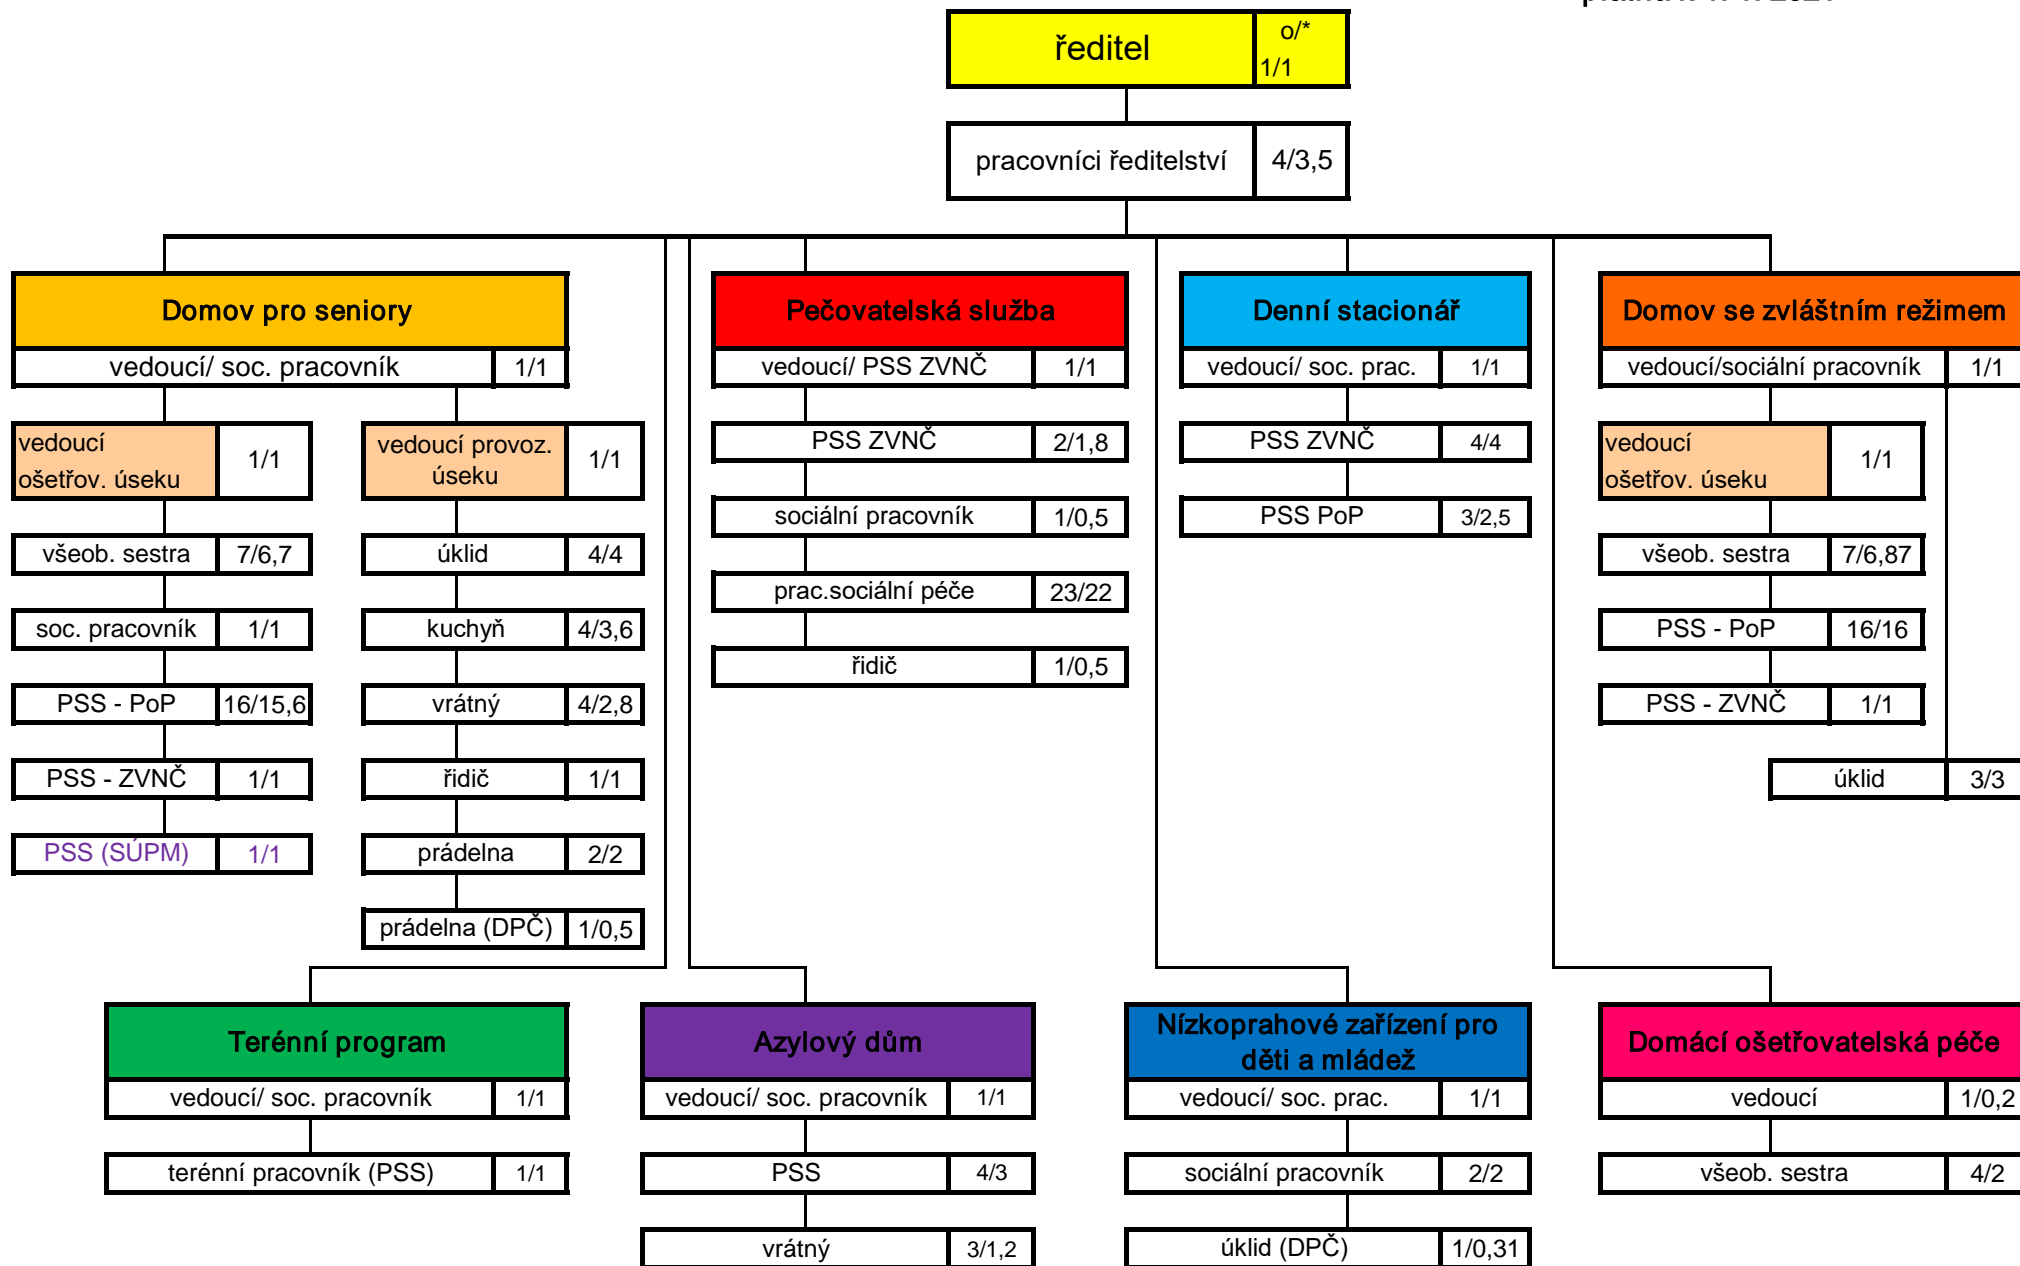 ředitel
o/*
1/1
pracovníci ředitelství 4/3,5
Domov pro seniory
vedoucí/ soc. pracovník 1/1
vedoucí
ošetřov. úseku
1/1
všeob. sestra 7/6,7
soc. pracovník 1/1
PSS - PoP 16/15,6
PSS - ZVNČ 1/1
PSS (SÚPM) 1/1
vedoucí provoz.
úseku
1/1
úklid 4/4
kuchyň 4/3,6
vrátný 4/2,8
řidič 1/1
prádelna 2/2
prádelna (DPČ) 1/0,5
Pečovatelská služba
vedoucí/ PSS ZVNČ 1/1
PSS ZVNČ 2/1,8
sociální pracovník 1/0,5
prac.sociální péče 23/22
řidič 1/0,5
Denní stacionář
vedoucí/ soc. prac. 1/1
PSS ZVNČ 4/4
PSS PoP 3/2,5
Domov se zvláštním režimem
vedoucí/sociální pracovník 1/1
vedoucí
ošetřov. úseku
1/1
všeob. sestra 7/6,87
PSS - PoP 16/16
PSS - ZVNČ 1/1
úklid 3/3
Terénní program
vedoucí/ soc. pracovník 1/1
terénní pracovník (PSS) 1/1
Azylový dům
vedoucí/ soc. pracovník 1/1
PSS 4/3
vrátný 3/1,2
Nízkoprahové zařízení pro
děti a mládež
vedoucí/ soc. prac. 1/1
sociální pracovník 2/2
úklid (DPČ) 1/0,31
Domácí ošetřovatelská péče
vedoucí 1/0,2
všeob. sestra 4/2